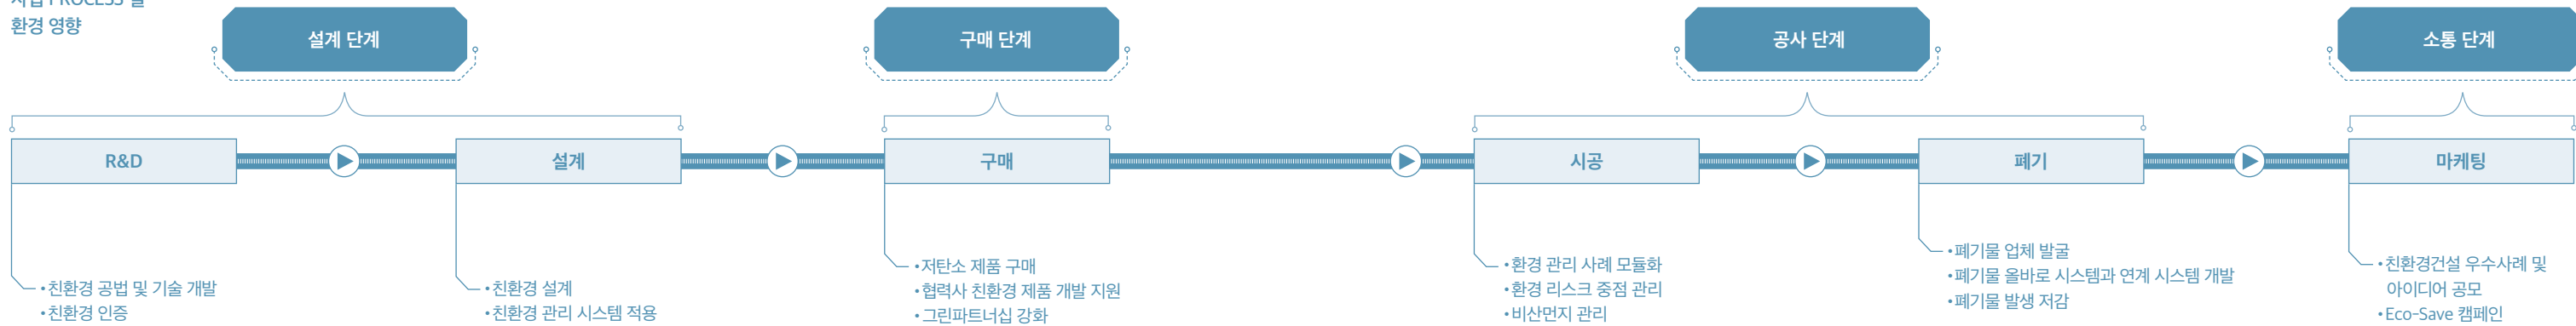 환경 영향
설계 단계
구매 단계
공사 단계
소통 단계
R&D
설계
구매
시공
폐기
마케팅
•친환경 공법 및 기술 개발
•친환경 인증
•친환경 설계
•친환경 관리 시스템 적용
•저탄소 제품 구매
•협력사 친환경 제품 개발 지원
•그린파트너십 강화
•환경 관리 사례 모듈화
•환경 리스크 중점 관리
•비산먼지 관리
•폐기물 업체 발굴
•폐기물 올바로 시스템과 연계 시스템 개발
•폐기물 발생 저감
•친환경건설 우수사례 및
아이디어 공모
•Eco-Save 캠페인